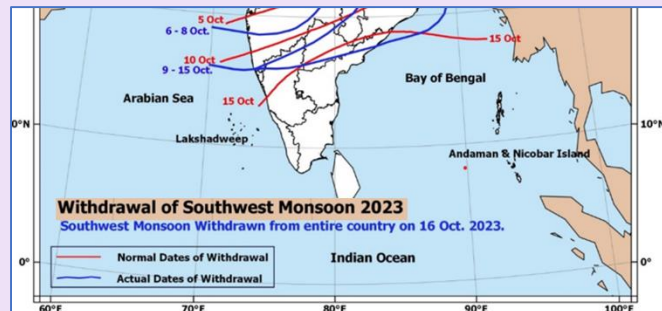 5 Oct
6 - 8 Oct.
15 Oct
10 Oct
9 - 15 Oct.
Bay of Bengal
15 Oct
Arabian Sea
0°N
10°N
Lakshadweep
Andaman & Nicobar Island
Withdrawal of Southwest Monsoon 2023
Southwest Monsoon Withdrawn from entire country on 16 Oct. 2023.
Normal Dates of Withdrawal
Indian Ocean
0°
0°
Actual Dates of Withdrawal
60°E
70°E
80°E
90°E
100°E